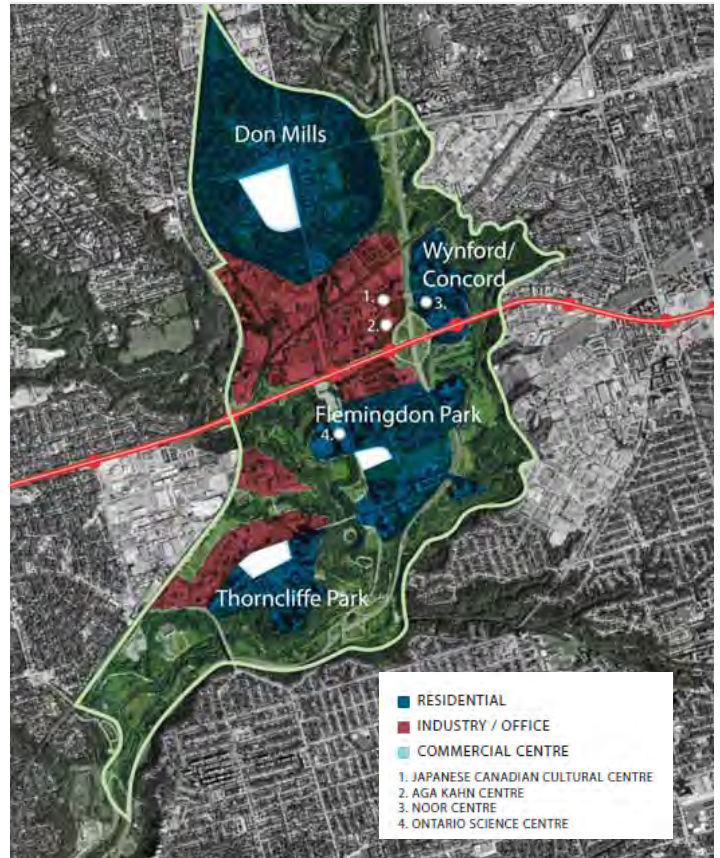 Don Mills
Wynford/
Concord
1.
3.
2.
Flemingdon Park
4.
Thorncliffe Park
RESIDENTIAL
INDUSTRY / OFFICE
COMMERCIAL CENTRE
1. JAPANESE CANADIAN CULTURAL CENTRE
2. AGA KAHN CENTRE
3. NOOR CENTRE
4. ONTARIO SCIENCE CENTRE